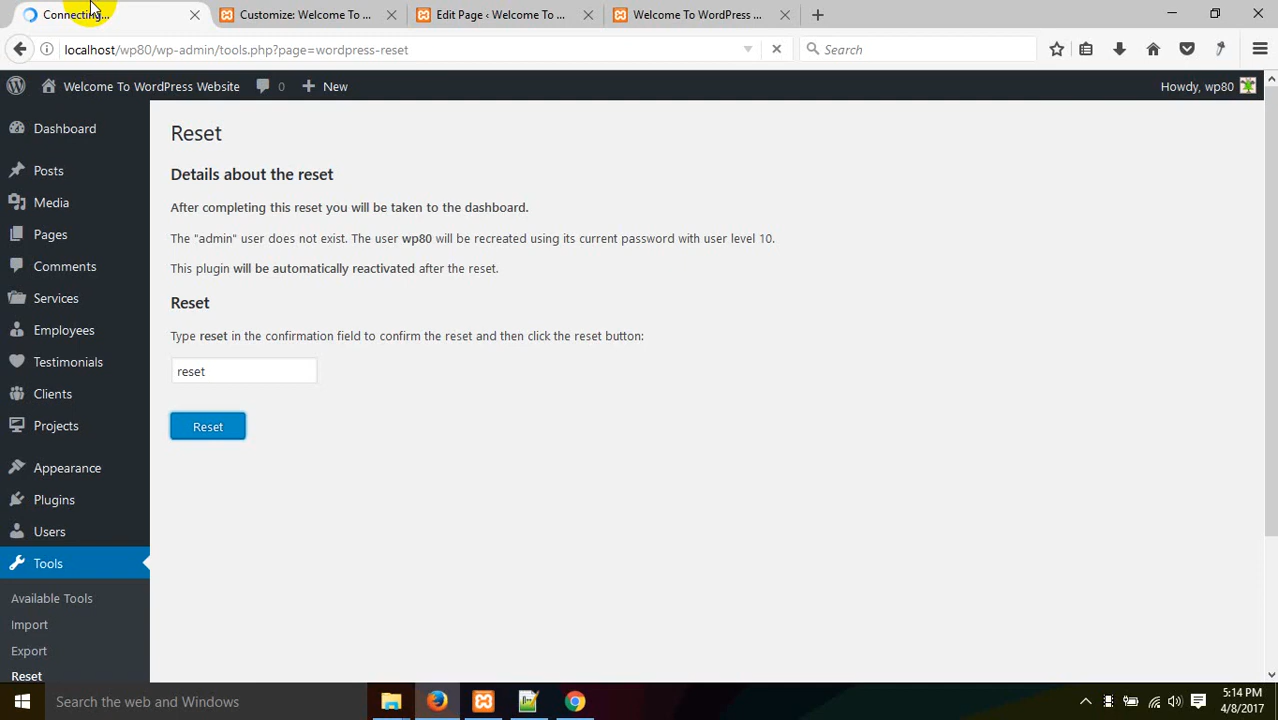 Connecting...
Customize: Welcome To ...
Edit Page ‹ Welcome To ...
Welcome To WordPress ...
localhost/wp80/wp-admin/tools.php?page=wordpress-reset
Search
Welcome To WordPress Website
0
New
Howdy, wp80
Dashboard
Posts
Media
Pages
Comments
Services
Employees
Testimonials
Clients
Projects
Appearance
Plugins
Users
Tools
Available Tools
Import
Export
Reset
Reset
Details about the reset
After completing this reset you will be taken to the dashboard.
The "admin" user does not exist. The user wp80 will be recreated using its current password with user level 10.
This plugin will be automatically reactivated after the reset.
Reset
Type reset in the confirmation field to confirm the reset and then click the reset button:
reset
Reset
Search the web and Windows
5:14 PM
4/8/2017